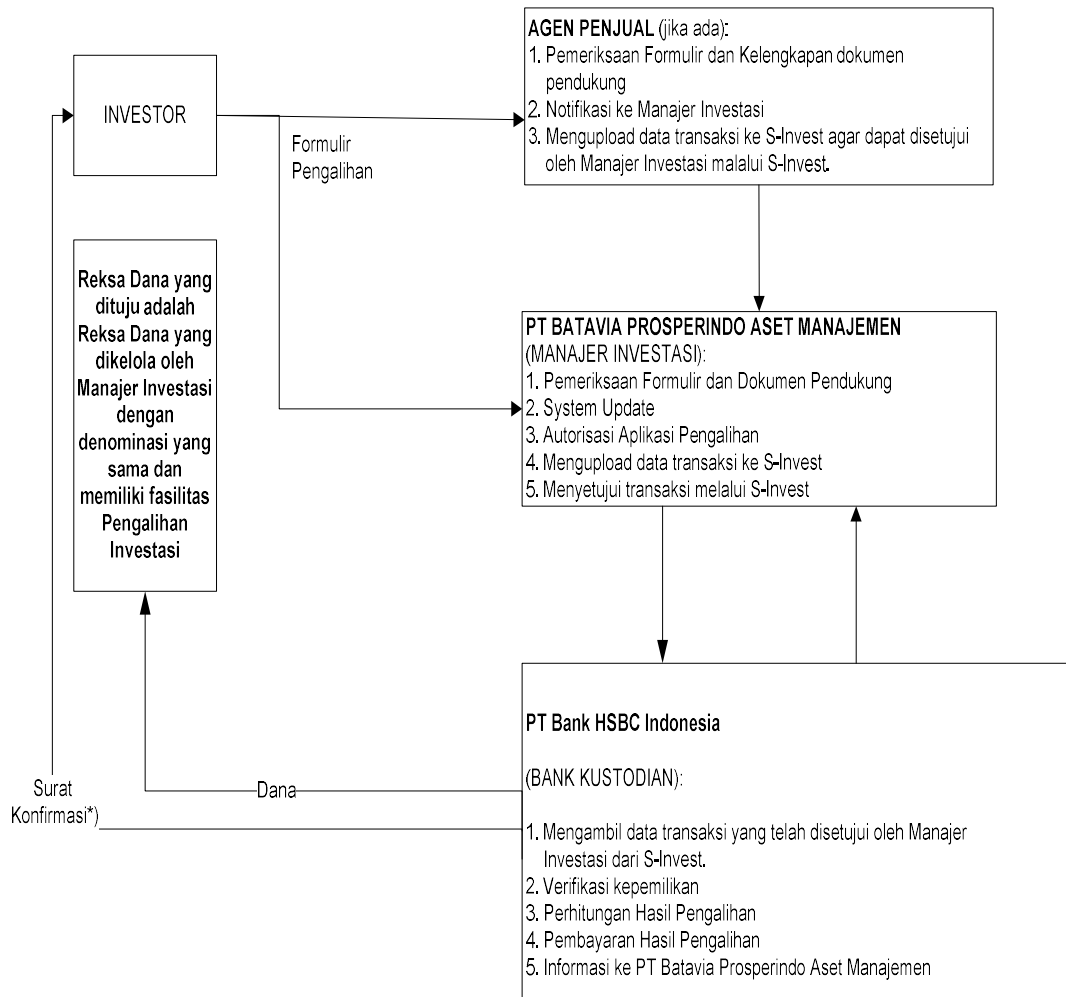 INVESTOR
Formulir
Pengalihan
AGEN PENJUAL (jika ada):
1. Pemeriksaan Formulir dan Kelengkapan dokumen
pendukung
2. Notifikasi ke Manajer Investasi
3. Mengupload data transaksi ke S-Invest agar dapat disetujui
oleh Manajer Investasi malalui S-Invest.
Reksa Dana yang
dituju adalah
Reksa Dana yang
dikelola oleh
Manajer Investasi
dengan
denominasi yang
sama dan
memiliki fasilitas
Pengalihan
Investasi
PT BATAVIA PROSPERINDO ASET MANAJEMEN
(MANAJER INVESTASI):
1. Pemeriksaan Formulir dan Dokumen Pendukung
2. System Update
3. Autorisasi Aplikasi Pengalihan
4. Mengupload data transaksi ke S-Invest
5. Menyetujui transaksi melalui S-Invest
Surat
Konfirmasi*)
Dana
PT Bank HSBC Indonesia
(BANK KUSTODIAN):
1. Mengambil data transaksi yang telah disetujui oleh Manajer
Investasi dari S-Invest.
2. Verifikasi kepemilikan
3. Perhitungan Hasil Pengalihan
4. Pembayaran Hasil Pengalihan
5. Informasi ke PT Batavia Prosperindo Aset Manajemen